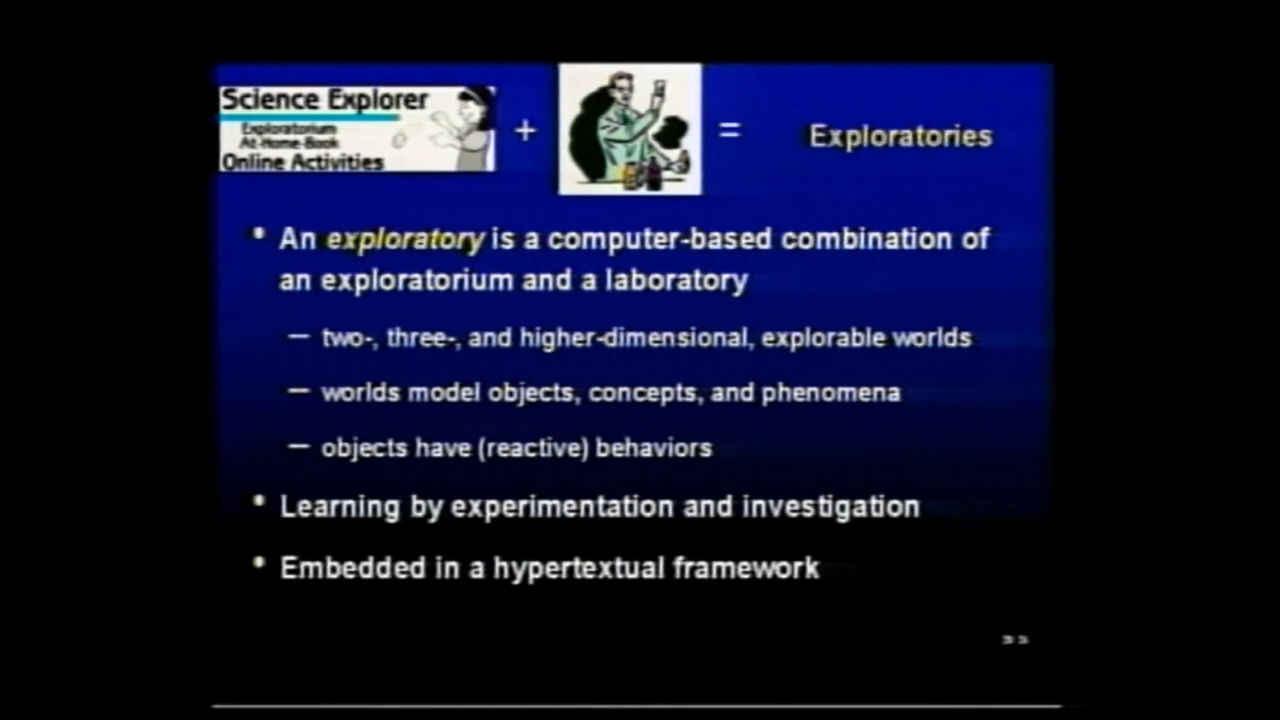 Science Explorer
Exploratorium
At-Home-Book
Online Activities
+
=
Exploratories
• An exploratory is a computer-based combination of
an exploratorium and a laboratory
– two-, three-, and higher-dimensional, explorable worlds
– worlds model objects, concepts, and phenomena
– objects have (reactive) behaviors
• Learning by experimentation and investigation
• Embedded in a hypertextual framework